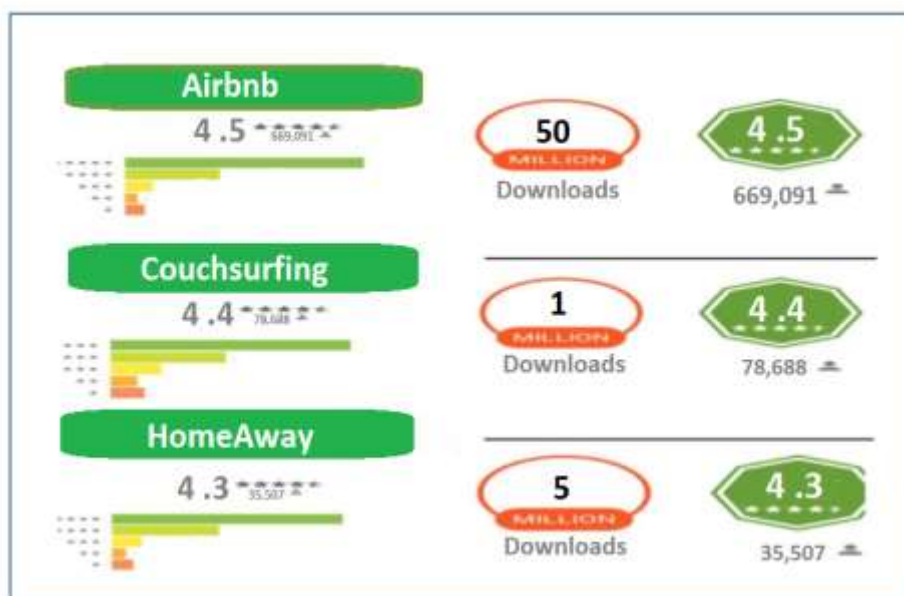 Airbnb
4 .5
669,091
50
MILLION
Downloads
4 .5
669,091
Couchsurfing
4 .4
78,688
1
MILLION
Downloads
4 .4
78,688
HomeAway
4 .3
35,507
5
MILLION
Downloads
4 .3
35,507